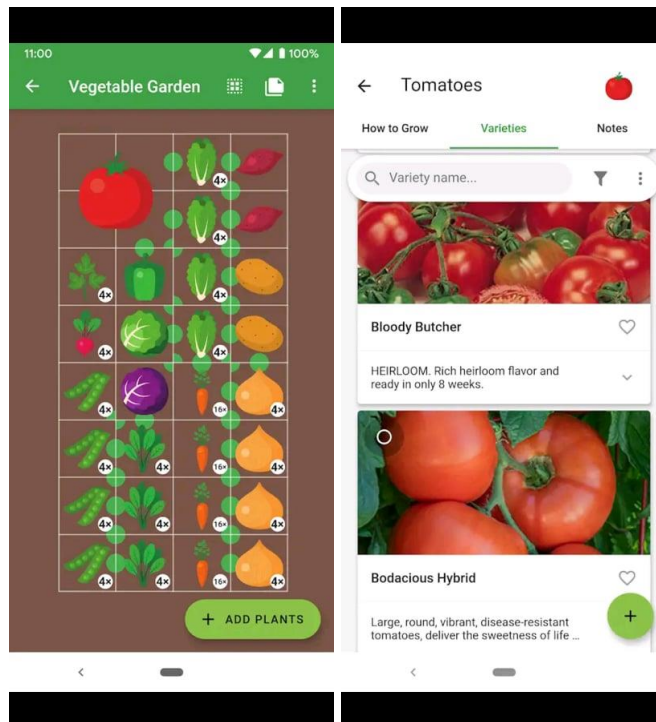 11:00
100%
Vegetable Garden
4×
4×
4×
4×
4×
4×
4×
16×
4×
4×
4×
16×
4×
4×
4×
16×
4×
4×
4×
16×
4×
+ ADD PLANTS
Tomatoes
How to Grow
Varieties
Notes
Variety name...
Bloody Butcher
HEIRLOOM. Rich heirloom flavor and
ready in only 8 weeks.
Bodacious Hybrid
Large, round, vibrant, disease-resistant
tomatoes, deliver the sweetness of life ...
+